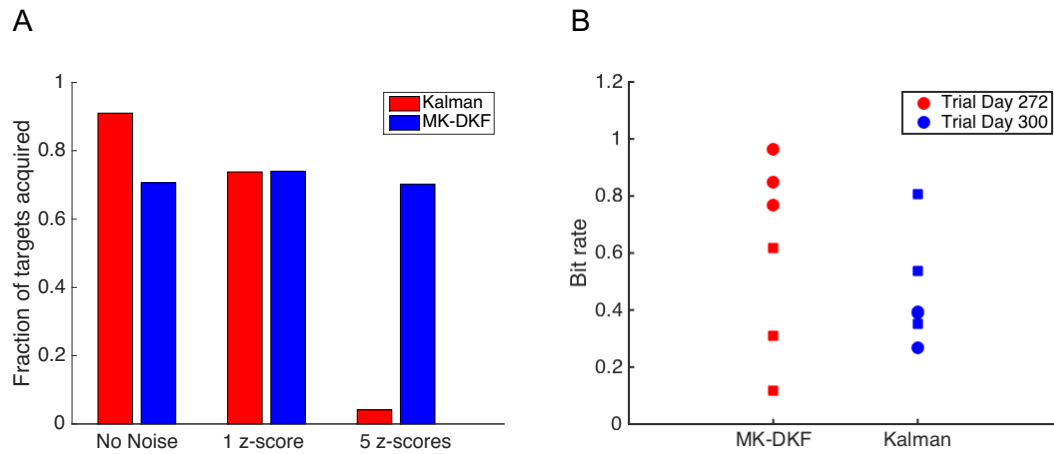 A
Fraction of targets acquired
1
0.8
0.6
0.4
0.2
0
No Noise
1 z-score
5 z-scores
Kalman
MK-DKF
B
Bit rate
1.2
1
0.8
0.6
0.4
0.2
0
MK-DKF
Kalman
Trial Day 272
Trial Day 300